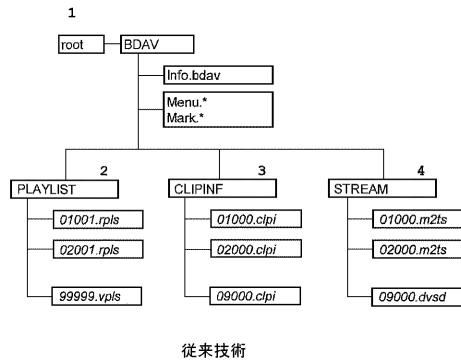 1
root
BDAV
Info.bdav
Menu.*
Mark.*
2
3
4
PLAYLIST
CLIPINF
STREAM
01001.rpls
01000.clpi
01000.m2ts
02001.rpls
02000.clpi
02000.m2ts
99999.vpls
09000.clpi
09000.dvsd
従来技術